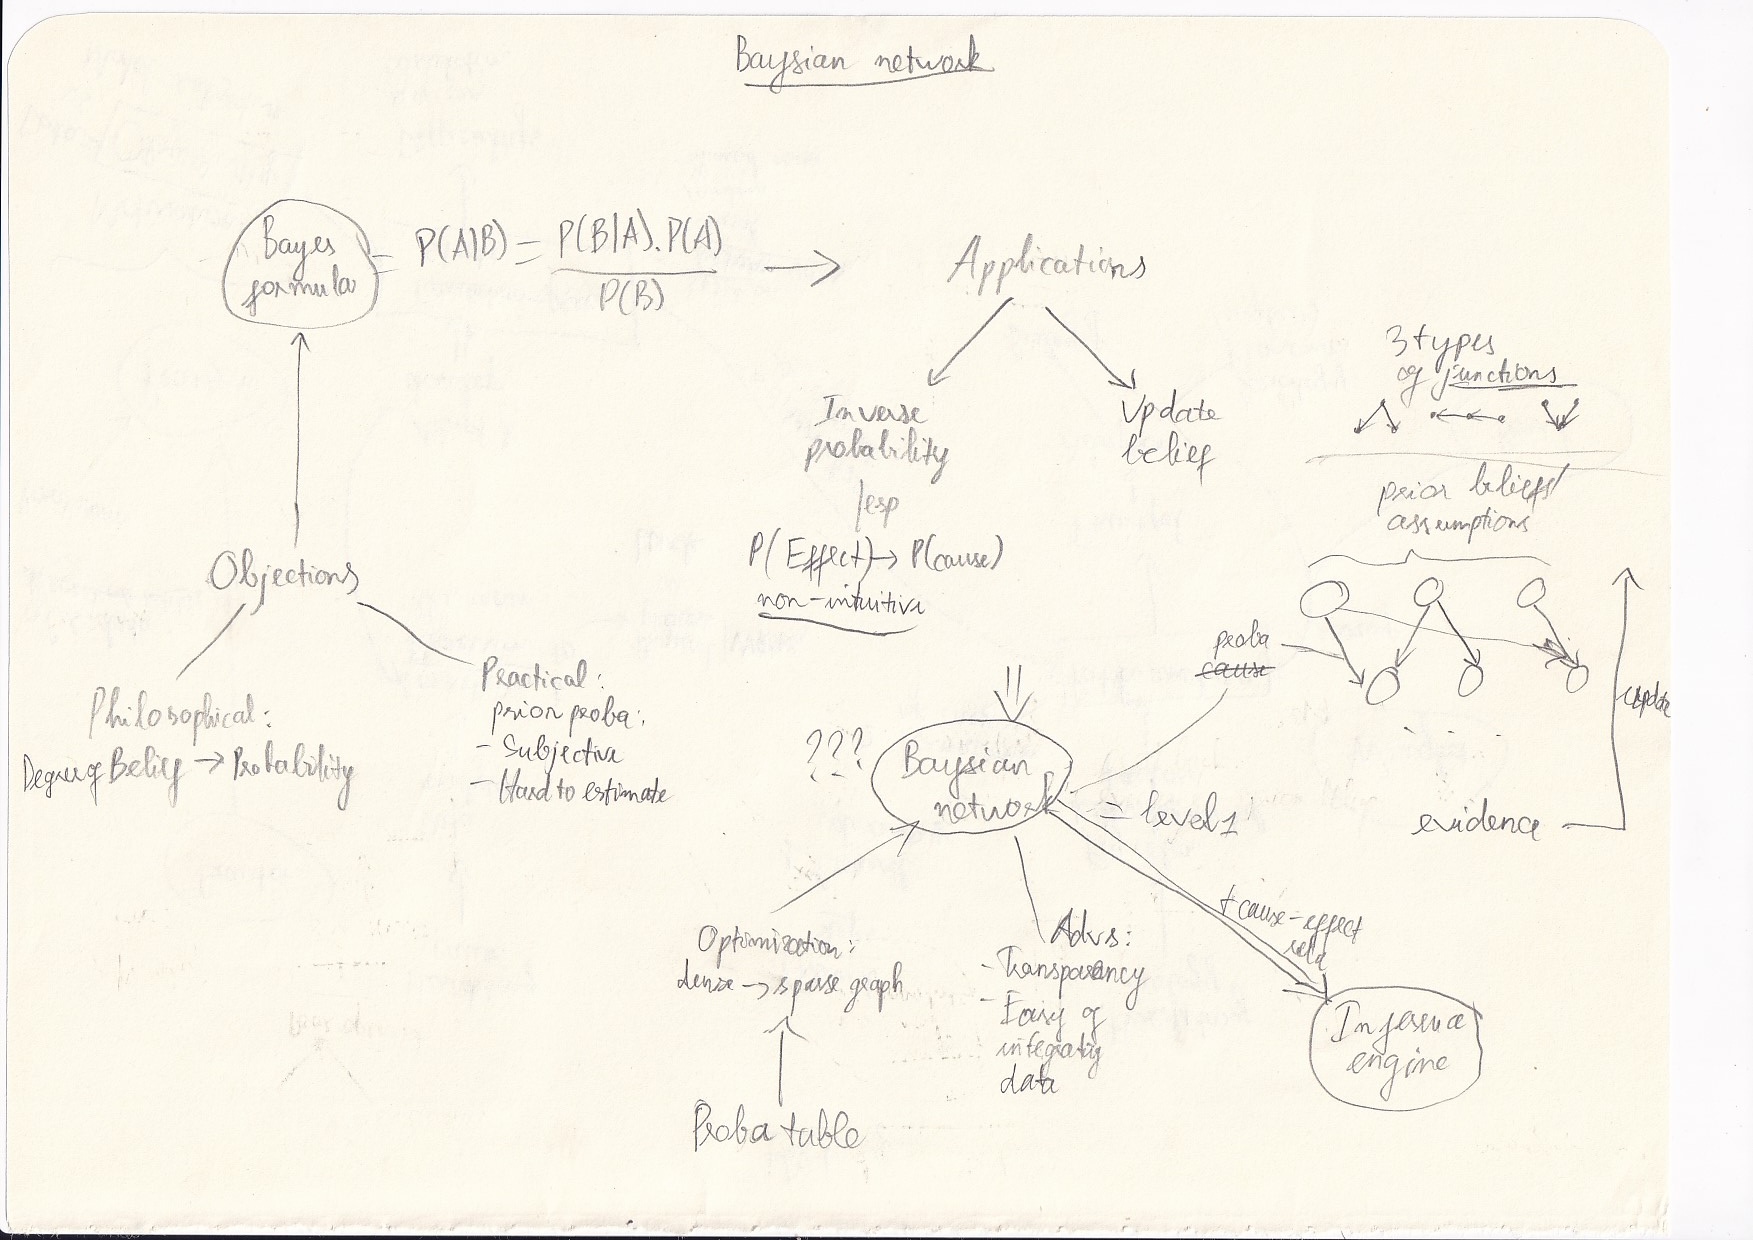 Baysian network
Bayes
formula
= P(A|B) = P(B|A).P(A)
P(B)
Applications
Inverse
probability
/esp
P(Effect) → P(cause)
non-intuitive
Update
belief
3 types
of junctions
prior beliefs/
assumptions
proba
cause
update
evidence
Objections
Philosophical:
Degree of Belief → Probability
Practical:
prior proba:
- Subjective
- Hard to estimate
???
Baysian
network
= level 1
+ cause-effect
rela
Inference
engine
Optimization:
dense → sparse graph
Proba table
Advs:
- Transparency
- Easy of
integrating
data